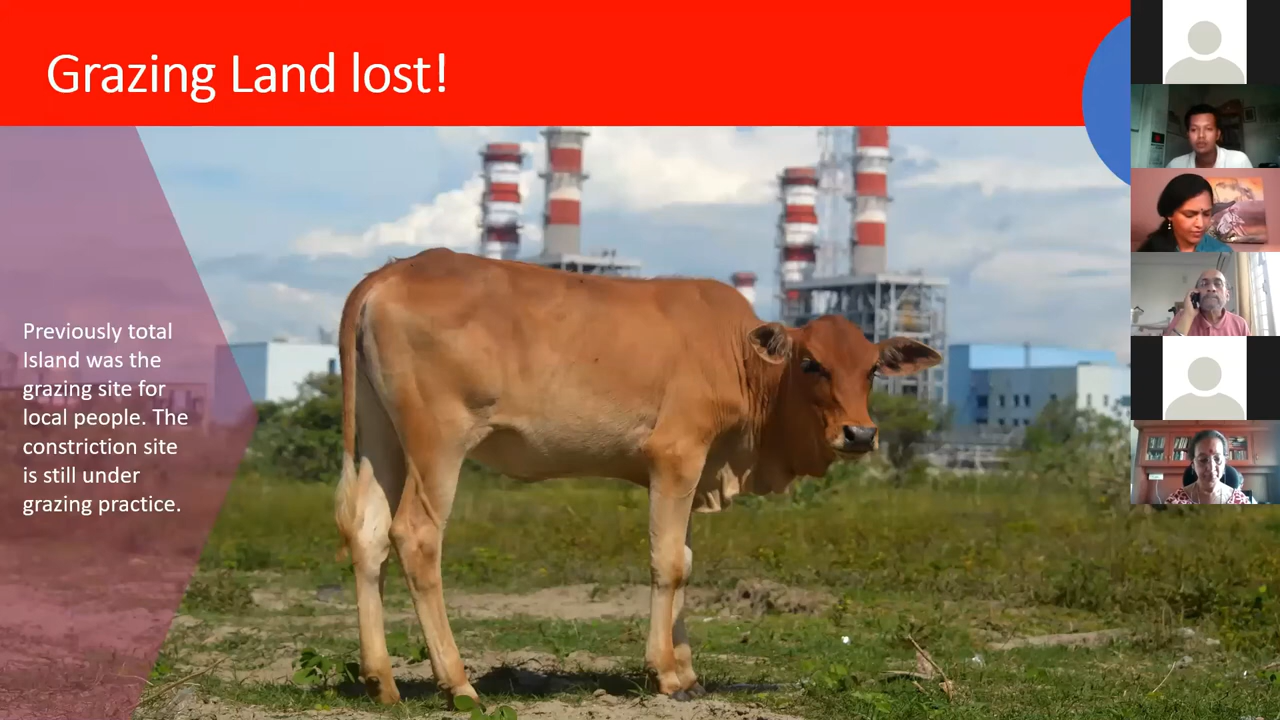 Grazing Land lost!
Previously total
Island was the
grazing site for
local people. The
constriction site
is still under
grazing practice.